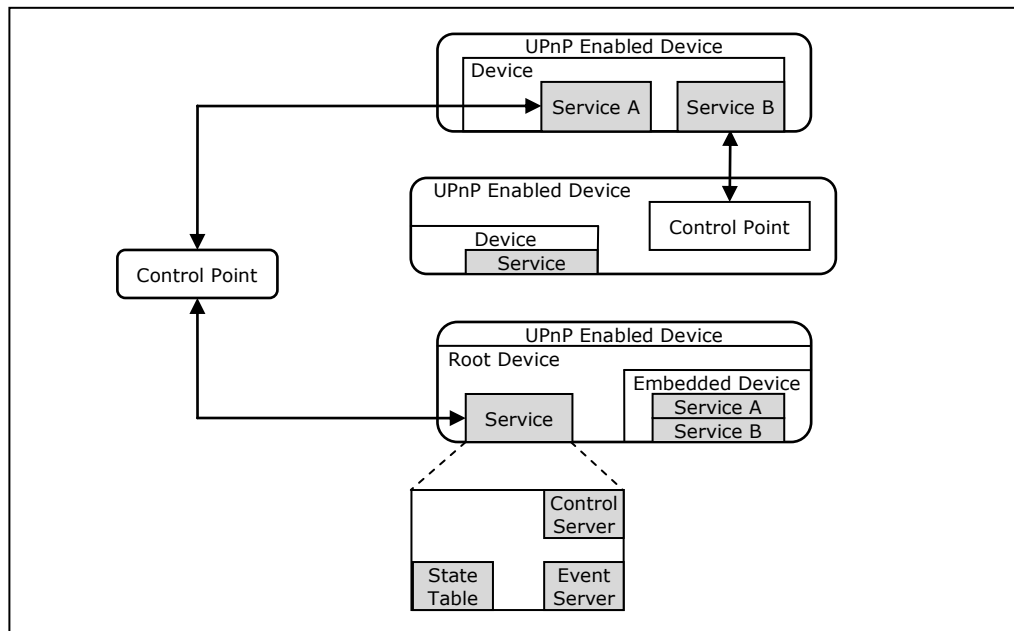 UPnP Enabled Device
Device
Service A
Service B
UPnP Enabled Device
Control Point
Device
Service
Control Point
UPnP Enabled Device
Root Device
Embedded Device
Service A
Service B
Service
Control
Server
State
Table
Event
Server